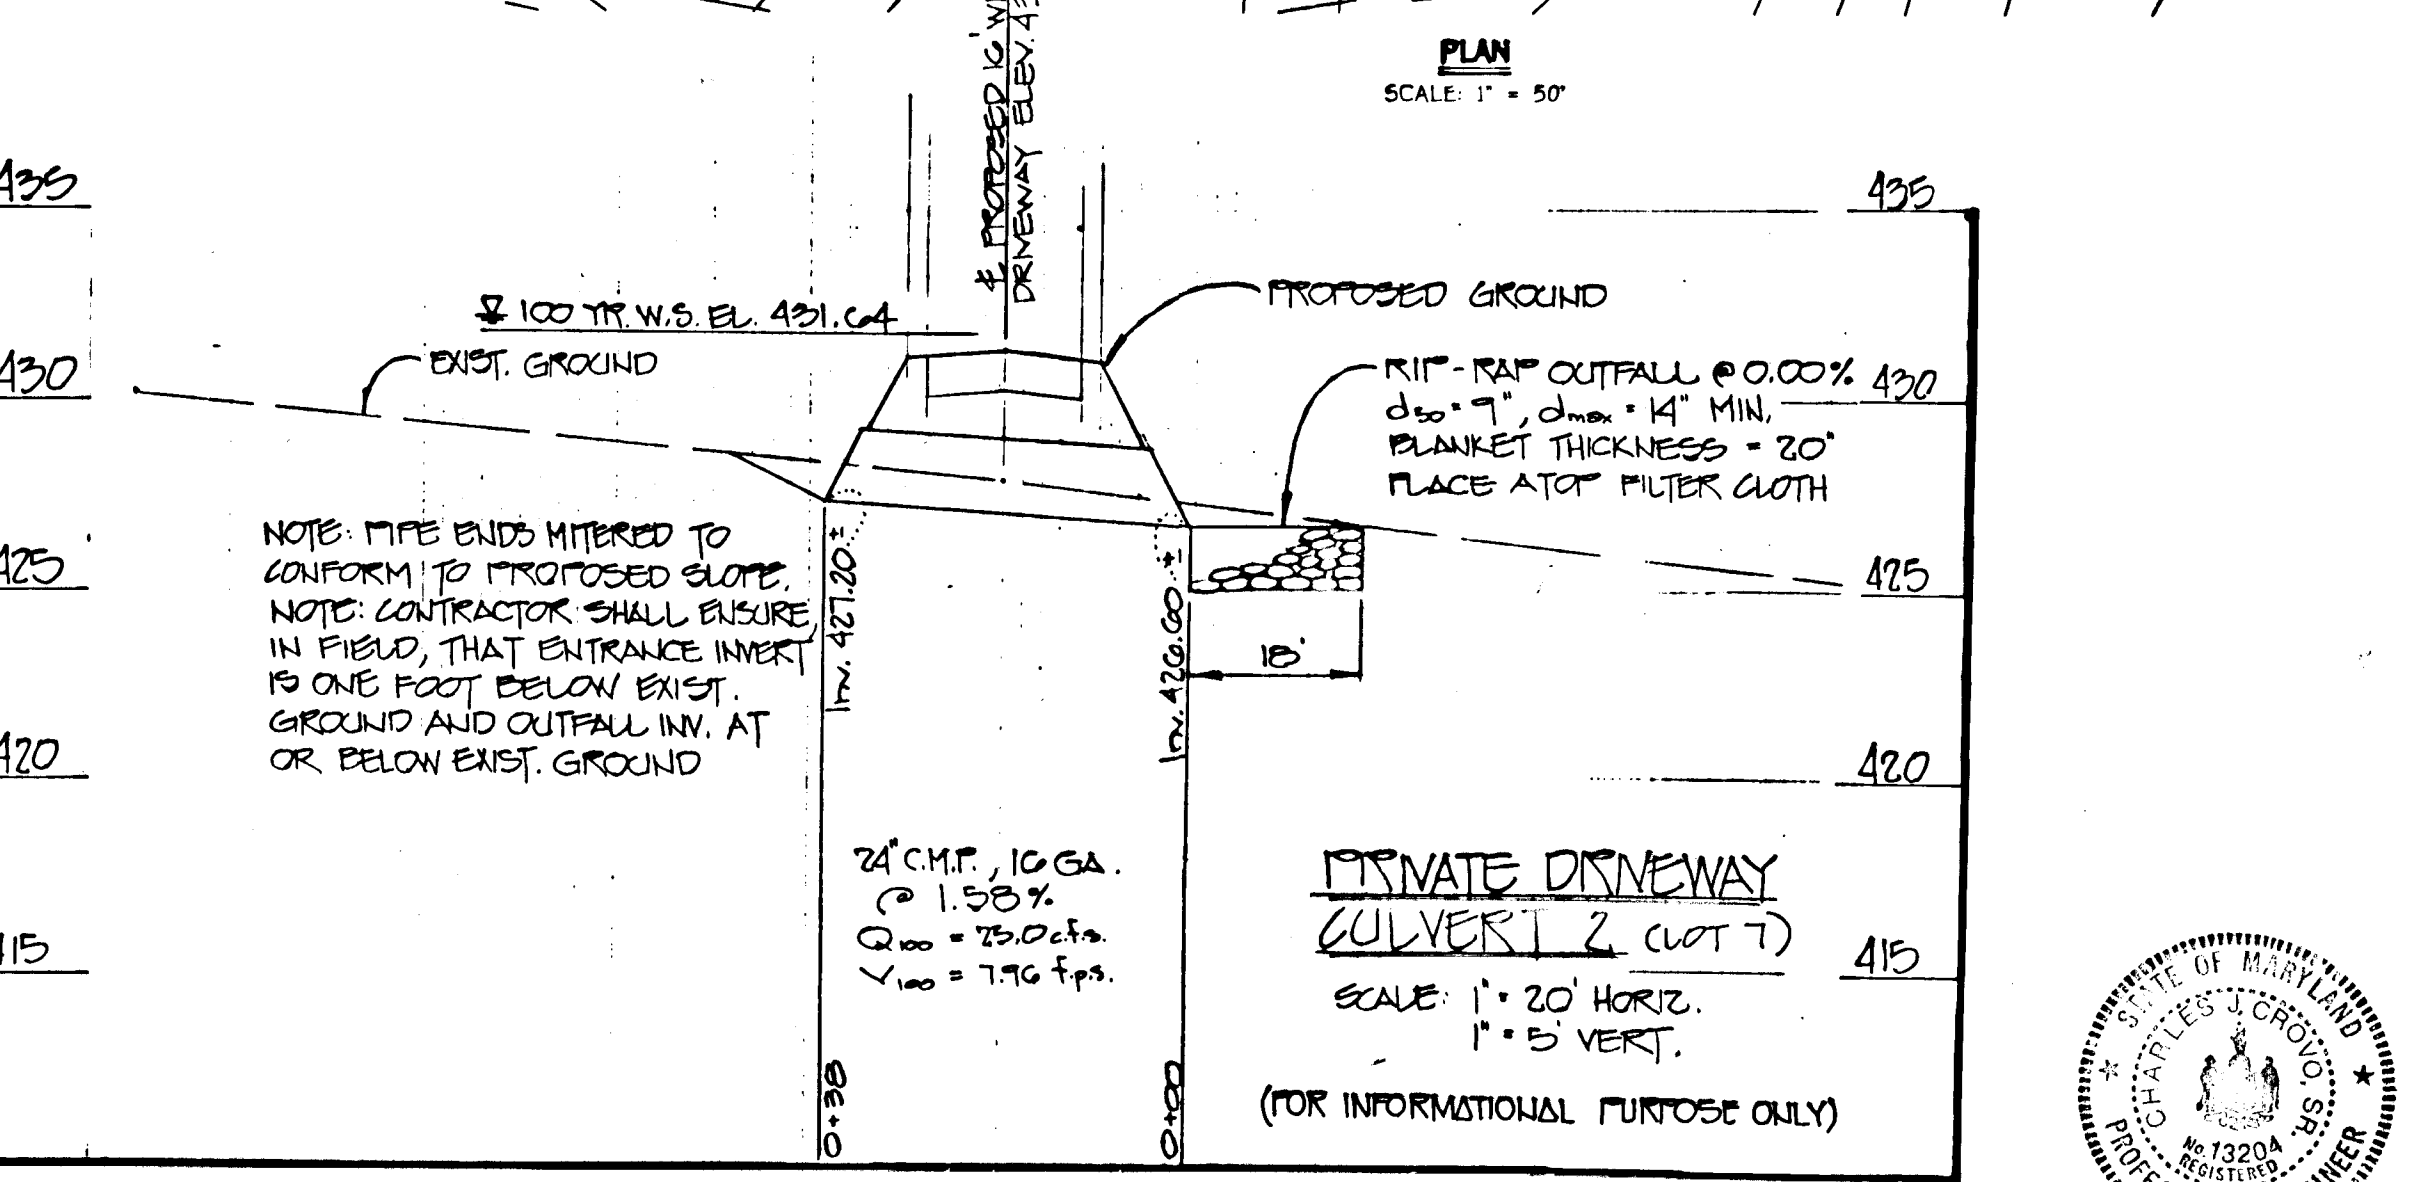 PLAN
SCALE: 1" = 50'
℄ PROPOSED 16'
DRIVEWAY ELEV.
435
435
100 YR. W.S. EL. 431.64
PROPOSED GROUND
EXIST. GROUND
430
RIP-RAP OUTFALL @ 0.00%
430
d50 = 9", dmax = 14" MIN.
BLANKET THICKNESS = 20"
PLACE ATOP FILTER CLOTH
NOTE: PIPE ENDS MITERED TO
CONFORM TO PROPOSED SLOPE.
NOTE: CONTRACTOR SHALL ENSURE,
IN FIELD, THAT ENTRANCE INVERT
IS ONE FOOT BELOW EXIST.
GROUND AND OUTFALL INV. AT
OR BELOW EXIST. GROUND
425
425
Inv. 427.20 ±
Inv. 426.60 ±
18'
420
420
24" C.M.P., 16 GA.
@ 1.58%
Q100 = 25.0 c.f.s.
V100 = 7.96 f.p.s.
PRIVATE DRIVEWAY
CULVERT 2 (LOT 7)
415
415
SCALE: 1" = 20' HORIZ.
1" = 5' VERT.
(FOR INFORMATIONAL PURPOSE ONLY)
0+38
0+00
STATE OF MARYLAND
CHARLES J. CROVO, SR.
No. 13204
REGISTERED